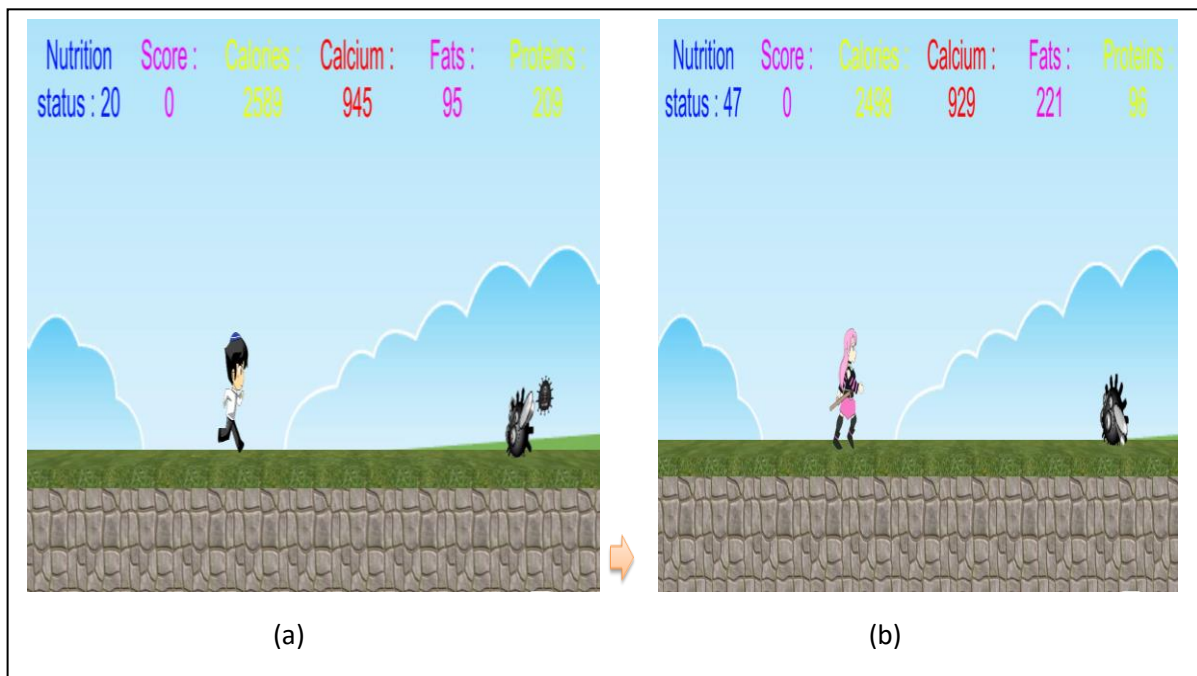 Nutrition Score : Calories : Calcium : Fats : Proteins :
status : 20 0 2589 945 95 209
Nutrition Score : Calories : Calcium : Fats : Proteins :
status : 47 0 2498 929 221 96
(a)
(b)